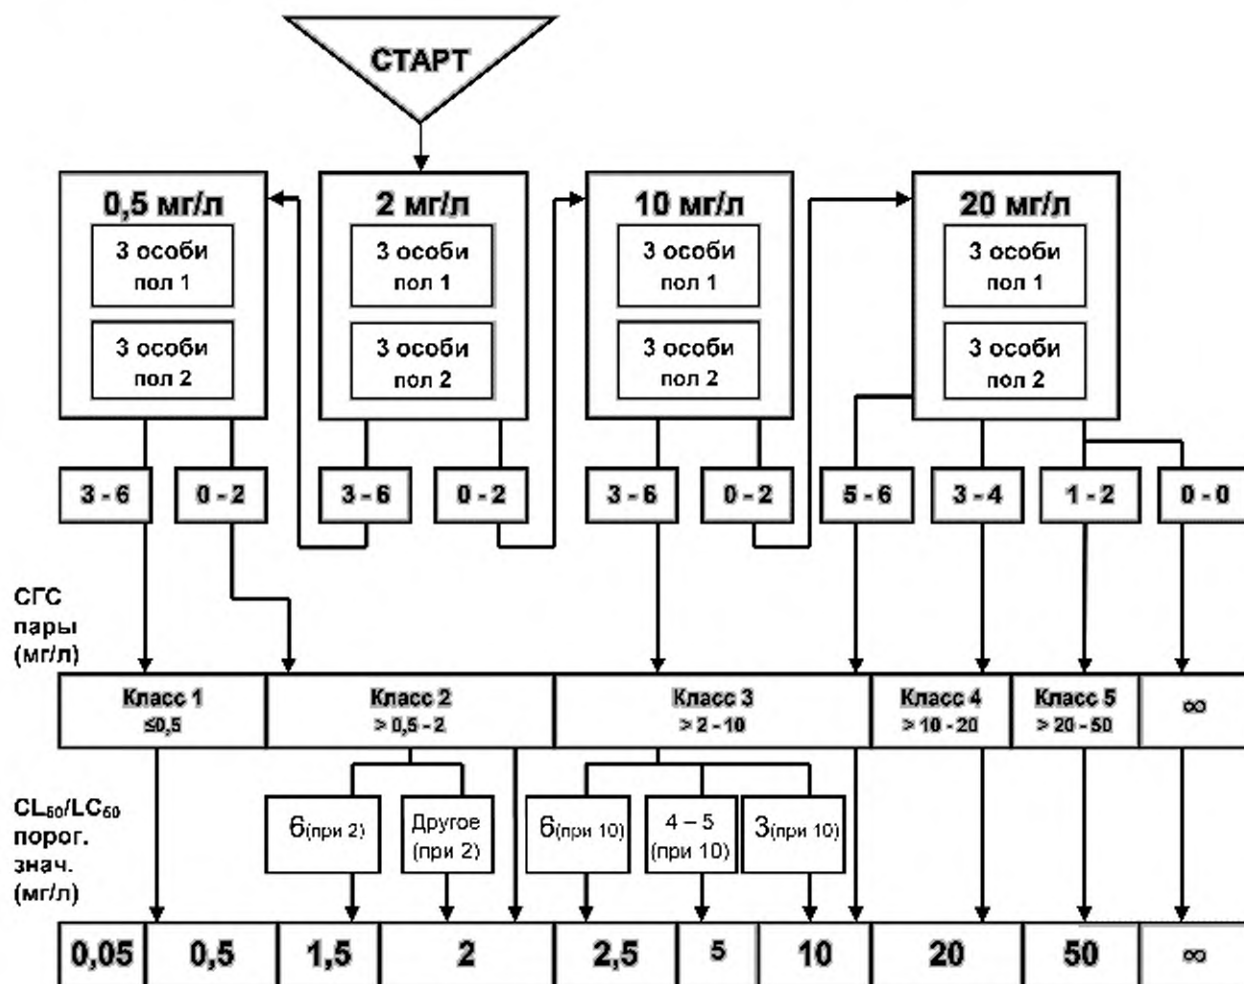 СТАРТ
0,5 мг/л
3 особи
пол 1
3 особи
пол 2
2 мг/л
3 особи
пол 1
3 особи
пол 2
10 мг/л
3 особи
пол 1
3 особи
пол 2
20 мг/л
3 особи
пол 1
3 особи
пол 2
3 - 6
0 - 2
3 - 6
0 - 2
3 - 6
0 - 2
5 - 6
3 - 4
1 - 2
0 - 0
СГС
пары
(мг/л)
Класс 1
≤0,5
Класс 2
> 0,5 - 2
Класс 3
> 2 - 10
Класс 4
> 10 - 20
Класс 5
> 20 - 50
∞
CL₅₀/LC₅₀
порог.
знач.
(мг/л)
6(при 2)
Другое
(при 2)
6(при 10)
4 – 5
(при 10)
3(при 10)
0,05
0,5
1,5
2
2,5
5
10
20
50
∞